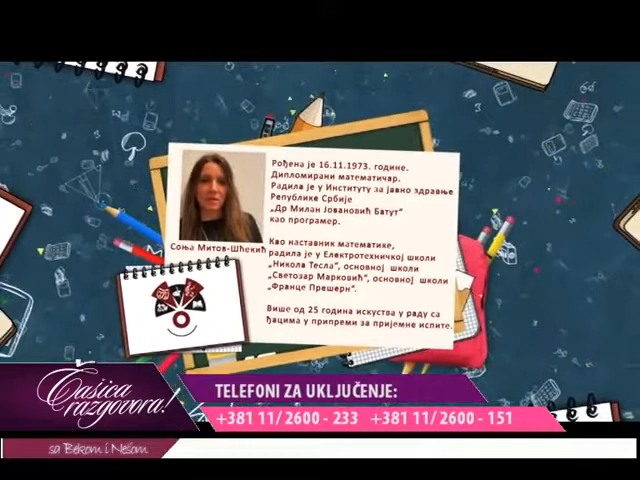 Рођена је 16.11.1973. године.
Дипломирани математичар.
Радила је у Институту за јавно здравље
Републике Србије
„Др Милан Јовановић Батут"
као програмер.
Соња Митов-Шћекић
Као наставник математике,
радила је у Електротехничкој школи
„Никола Тесла", основној школи
„Светозар Марковић", основној школи
„Франце Прешерн".
Више од 25 година искуства у раду са
ђацима у припреми за пријемне испите.
Čašica
razgovora!
sa Bekom i Nešom
TELEFONI ZA UKLJUČENJE:
+381 11/ 2600 - 233 +381 11/ 2600 - 151